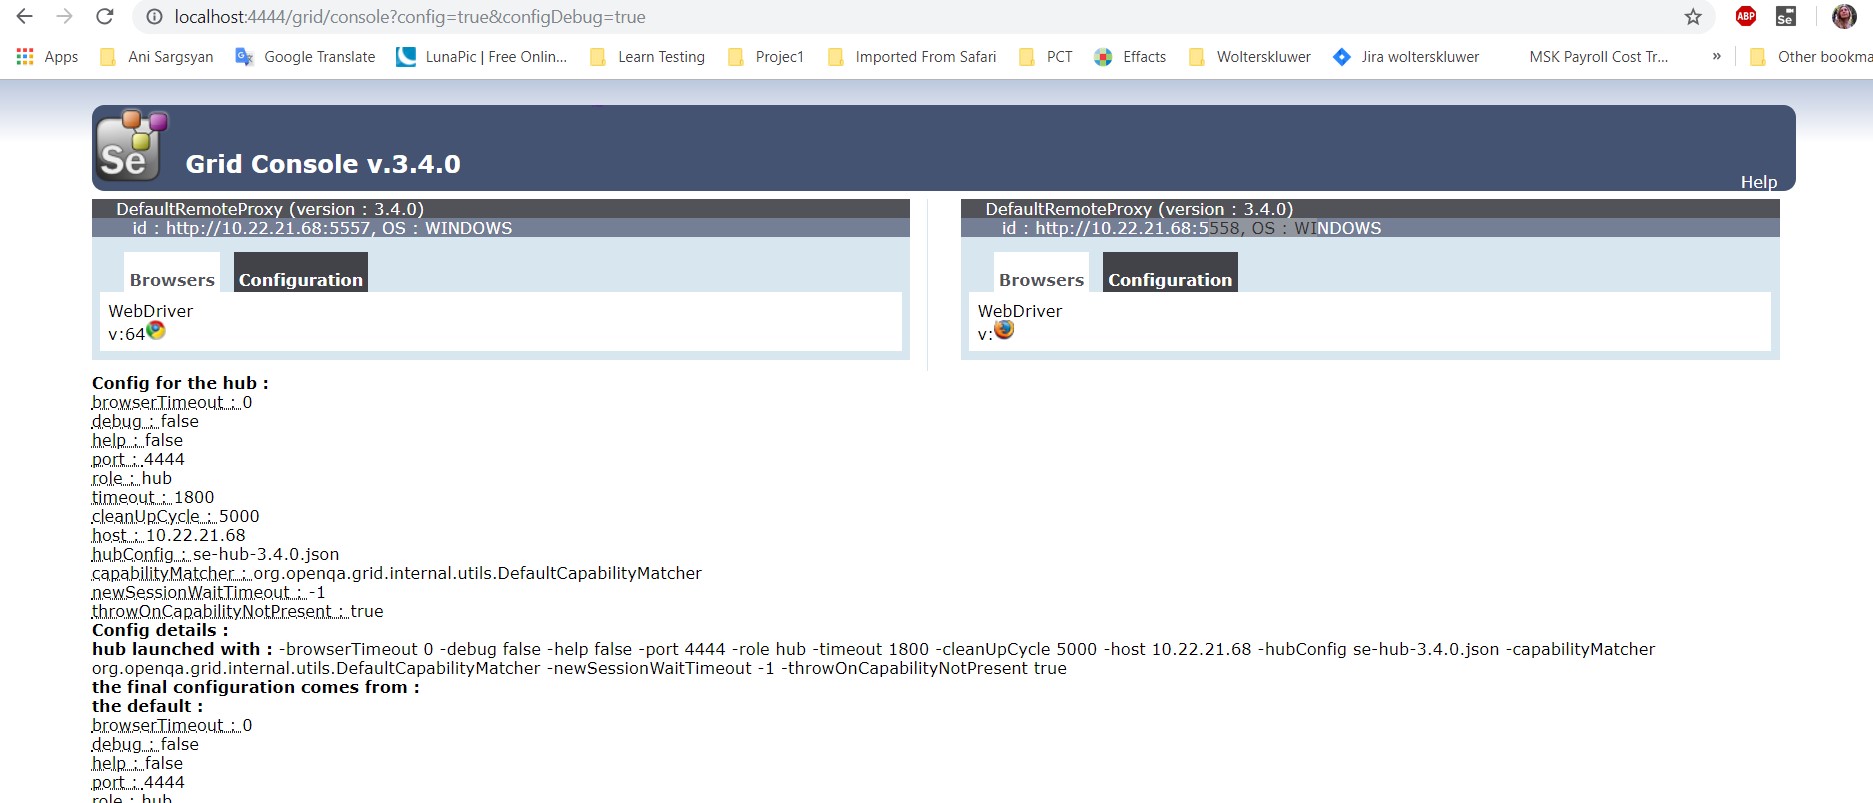 localhost:4444/grid/console?config=true&configDebug=true
ABP
Se
Apps Ani Sargsyan Google Translate LunaPic | Free Onlin... Learn Testing Projec1 Imported From Safari PCT Effacts Wolterskluwer Jira wolterskluwer MSK Payroll Cost Tr... » Other bookma
Se
Grid Console v.3.4.0
Help
DefaultRemoteProxy (version : 3.4.0)
id : http://10.22.21.68:5557, OS : WINDOWS
Browsers Configuration
WebDriver
v:64
DefaultRemoteProxy (version : 3.4.0)
id : http://10.22.21.68:5558, OS : WINDOWS
Browsers Configuration
WebDriver
v:
Config for the hub :
browserTimeout : 0
debug : false
help : false
port : 4444
role : hub
timeout : 1800
cleanUpCycle : 5000
host : 10.22.21.68
hubConfig : se-hub-3.4.0.json
capabilityMatcher : org.openqa.grid.internal.utils.DefaultCapabilityMatcher
newSessionWaitTimeout : -1
throwOnCapabilityNotPresent : true
Config details :
hub launched with : -browserTimeout 0 -debug false -help false -port 4444 -role hub -timeout 1800 -cleanUpCycle 5000 -host 10.22.21.68 -hubConfig se-hub-3.4.0.json -capabilityMatcher
org.openqa.grid.internal.utils.DefaultCapabilityMatcher -newSessionWaitTimeout -1 -throwOnCapabilityNotPresent true
the final configuration comes from :
the default :
browserTimeout : 0
debug : false
help : false
port : 4444
role : hub